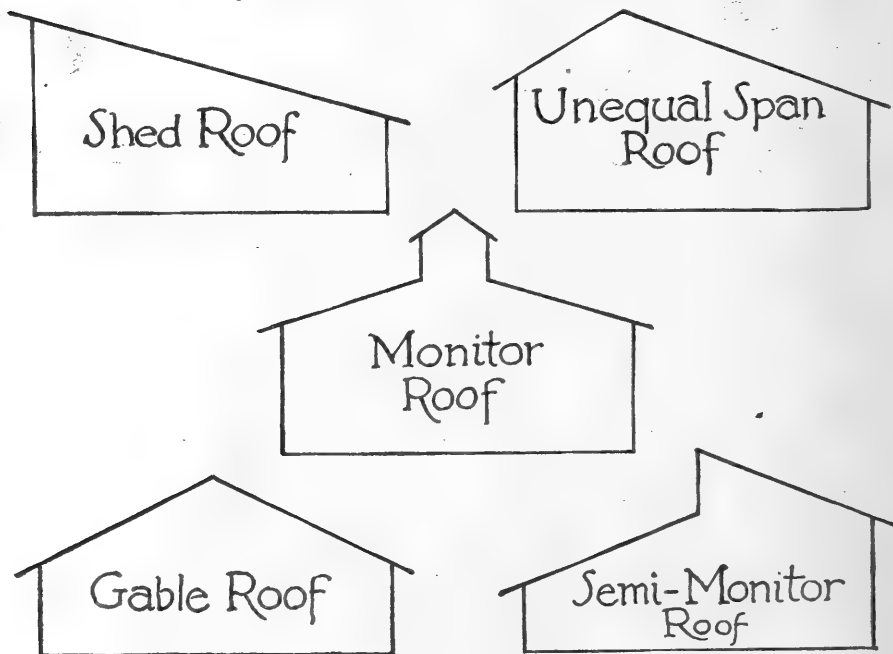 Shed Roof
Unequal Span
Roof
Monitor
Roof
Gable Roof
Semi-Monitor
Roof